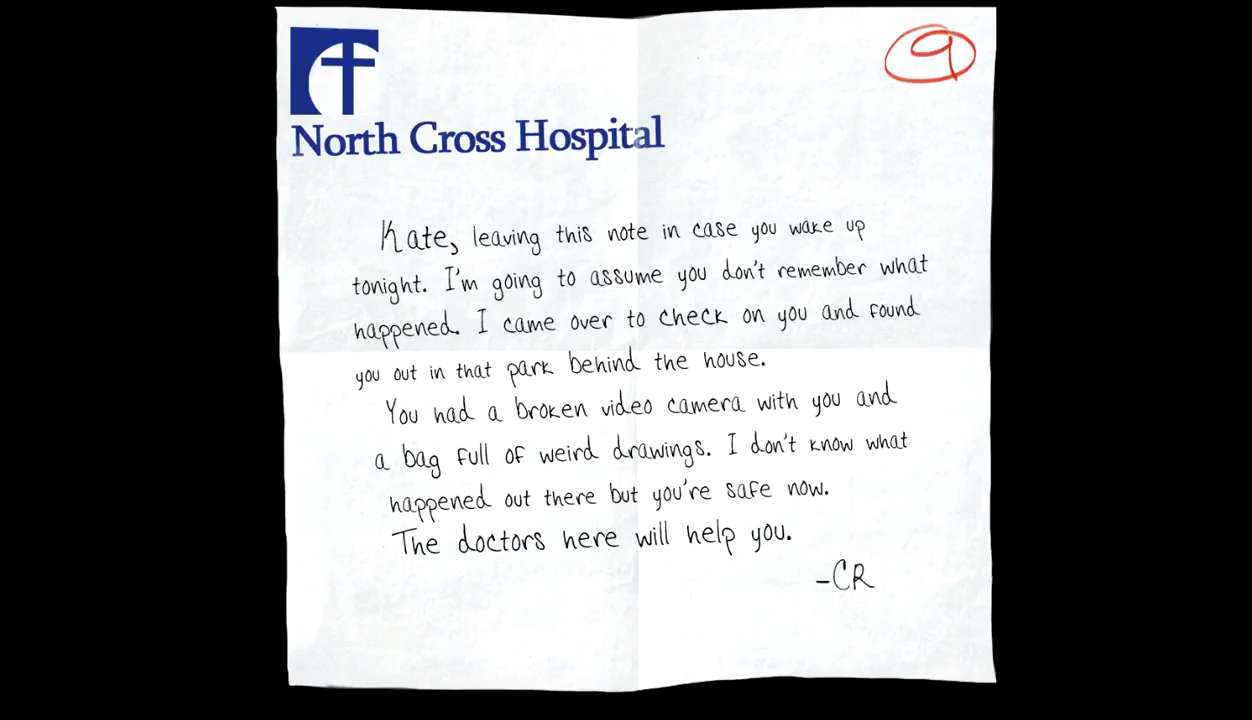 9
North Cross Hospital
Kate, leaving this note in case you wake up
tonight. I'm going to assume you don't remember what
happened. I came over to check on you and found
you out in that park behind the house.
You had a broken video camera with you and
a bag full of weird drawings. I don't know what
happened out there but you're safe now.
The doctors here will help you.
-CR